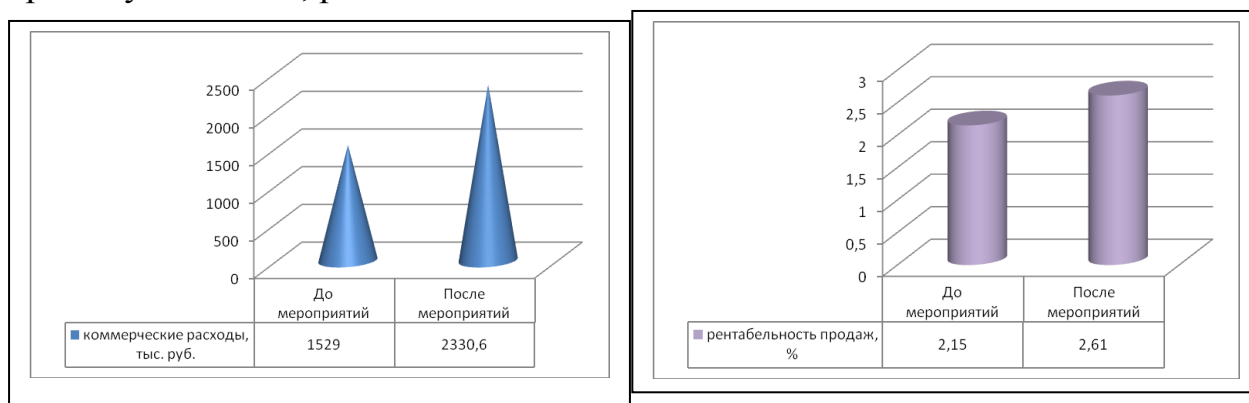 2500
2000
1500
1000
500
0
До мероприятий
После мероприятий
коммерческие расходы, тыс. руб.
1529
2330,6
3
2,5
2
1,5
1
0,5
0
До мероприятий
После мероприятий
рентабельность продаж, %
2,15
2,61